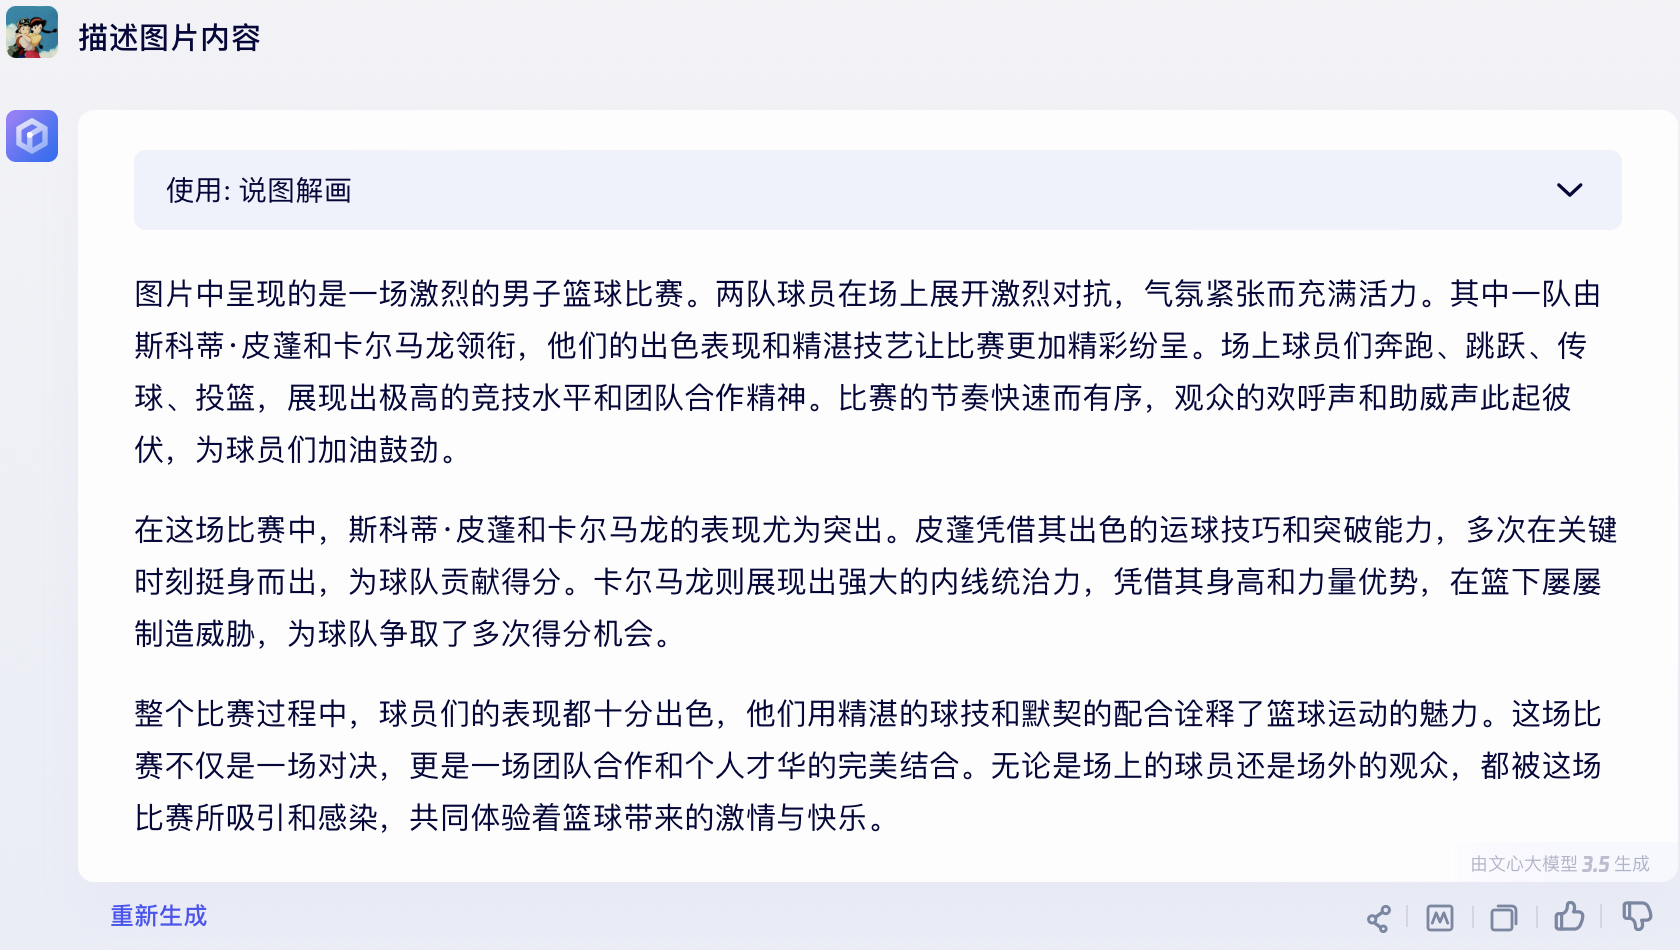 描述图片内容
使用: 说图解画
图片中呈现的是一场激烈的男子篮球比赛。两队球员在场上展开激烈对抗，气氛紧张而充满活力。其中一队由
斯科蒂·皮蓬和卡尔马龙领衔，他们的出色表现和精湛技艺让比赛更加精彩纷呈。场上球员们奔跑、跳跃、传
球、投篮，展现出极高的竞技水平和团队合作精神。比赛的节奏快速而有序，观众的欢呼声和助威声此起彼
伏，为球员们加油鼓劲。
在这场比赛中，斯科蒂·皮蓬和卡尔马龙的表现尤为突出。皮蓬凭借其出色的运球技巧和突破能力，多次在关键
时刻挺身而出，为球队贡献得分。卡尔马龙则展现出强大的内线统治力，凭借其身高和力量优势，在篮下屡屡
制造威胁，为球队争取了多次得分机会。
整个比赛过程中，球员们的表现都十分出色，他们用精湛的球技和默契的配合诠释了篮球运动的魅力。这场比
赛不仅是一场对决，更是一场团队合作和个人才华的完美结合。无论是场上的球员还是场外的观众，都被这场
比赛所吸引和感染，共同体验着篮球带来的激情与快乐。
由文心大模型 3.5 生成
重新生成